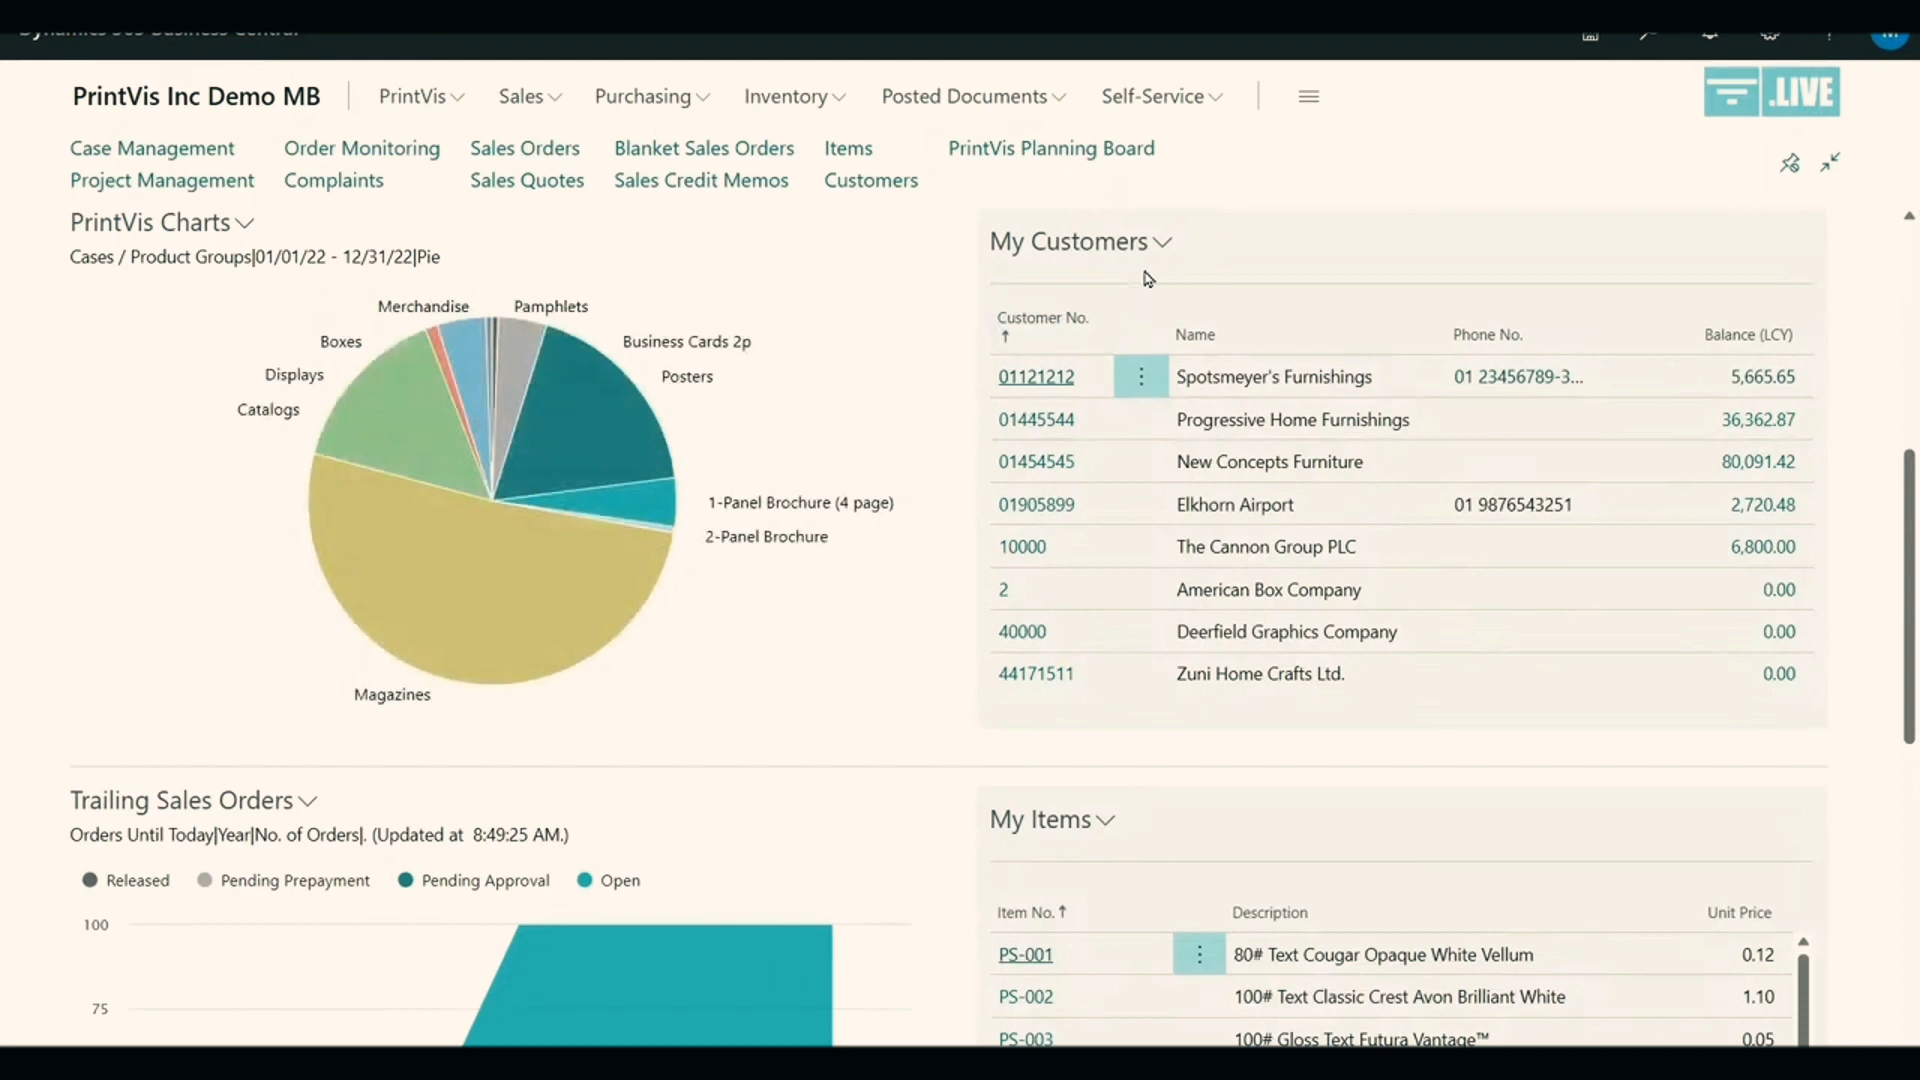 Dynamics 365 Business Central
PrintVis Inc Demo MB
PrintVis
Sales
Purchasing
Inventory
Posted Documents
Self-Service
.LIVE
Case Management
Order Monitoring
Sales Orders
Blanket Sales Orders
Items
PrintVis Planning Board
Project Management
Complaints
Sales Quotes
Sales Credit Memos
Customers
PrintVis Charts
Cases / Product Groups|01/01/22 - 12/31/22|Pie
Merchandise
Pamphlets
Boxes
Business Cards 2p
Displays
Posters
Catalogs
1-Panel Brochure (4 page)
2-Panel Brochure
Magazines
My Customers
Customer No. ↑
Name
Phone No.
Balance (LCY)
01121212 Spotsmeyer's Furnishings 01 23456789-3... 5,665.65
01445544 Progressive Home Furnishings 36,362.87
01454545 New Concepts Furniture 80,091.42
01905899 Elkhorn Airport 01 9876543251 2,720.48
10000 The Cannon Group PLC 6,800.00
2 American Box Company 0.00
40000 Deerfield Graphics Company 0.00
44171511 Zuni Home Crafts Ltd. 0.00
Trailing Sales Orders
Orders Until Today|Year|No. of Orders|. (Updated at 8:49:25 AM.)
Released
Pending Prepayment
Pending Approval
Open
100
75
My Items
Item No. ↑
Description
Unit Price
PS-001 80# Text Cougar Opaque White Vellum 0.12
PS-002 100# Text Classic Crest Avon Brilliant White 1.10
PS-003 100# Gloss Text Futura Vantage™ 0.05